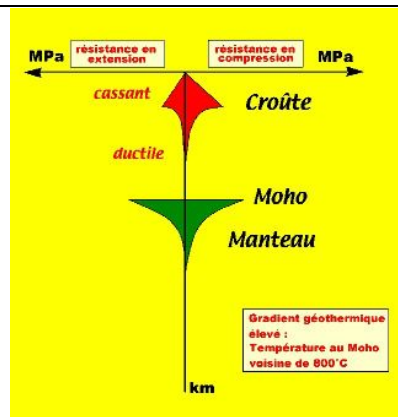 MPa
résistance en
extension
résistance en
compression
MPa
cassant
Croûte
ductile
Moho
Manteau
Gradient géothermique
élevé :
Température au Moho
voisine de 800°C
km